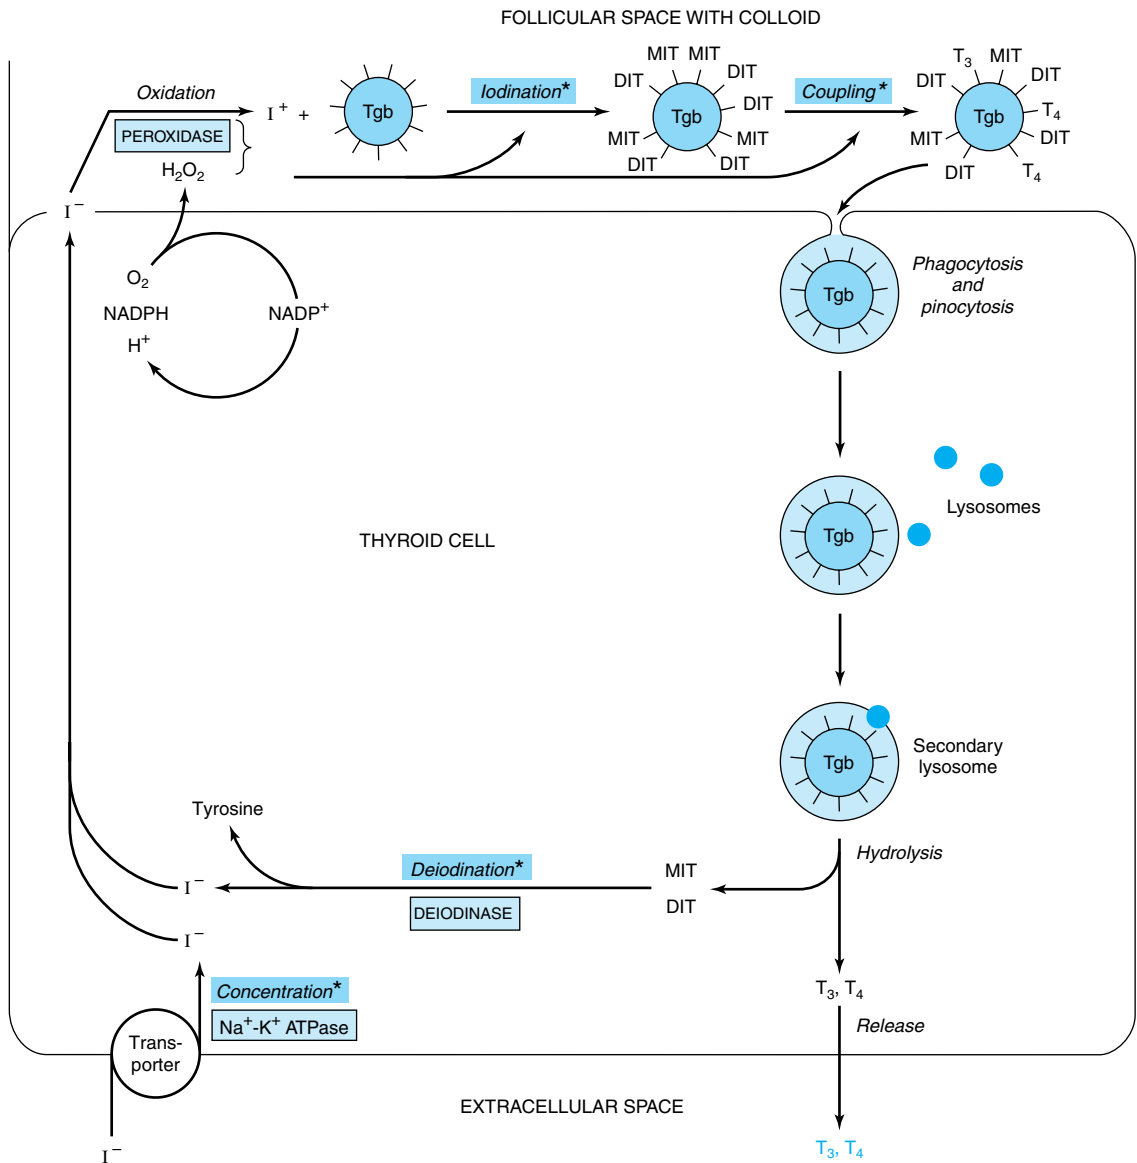 FOLLICULAR SPACE WITH COLLOID
Oxidation
PEROXIDASE
H2O2
I+ +
Tgb
Iodination*
MIT MIT
DIT DIT
DIT
Tgb
MIT MIT
DIT DIT
Coupling*
T3 MIT
DIT DIT
Tgb
T4
MIT DIT
DIT T4
I−
O2
NADPH
H+
NADP+
Tgb
Phagocytosis
and
pinocytosis
Tgb
Lysosomes
THYROID CELL
Tgb
Secondary
lysosome
Tyrosine
Hydrolysis
Deiodination*
DEIODINASE
MIT
DIT
I−
I−
Concentration*
Na+-K+ ATPase
T3, T4
Release
Trans-
porter
EXTRACELLULAR SPACE
I−
T3, T4